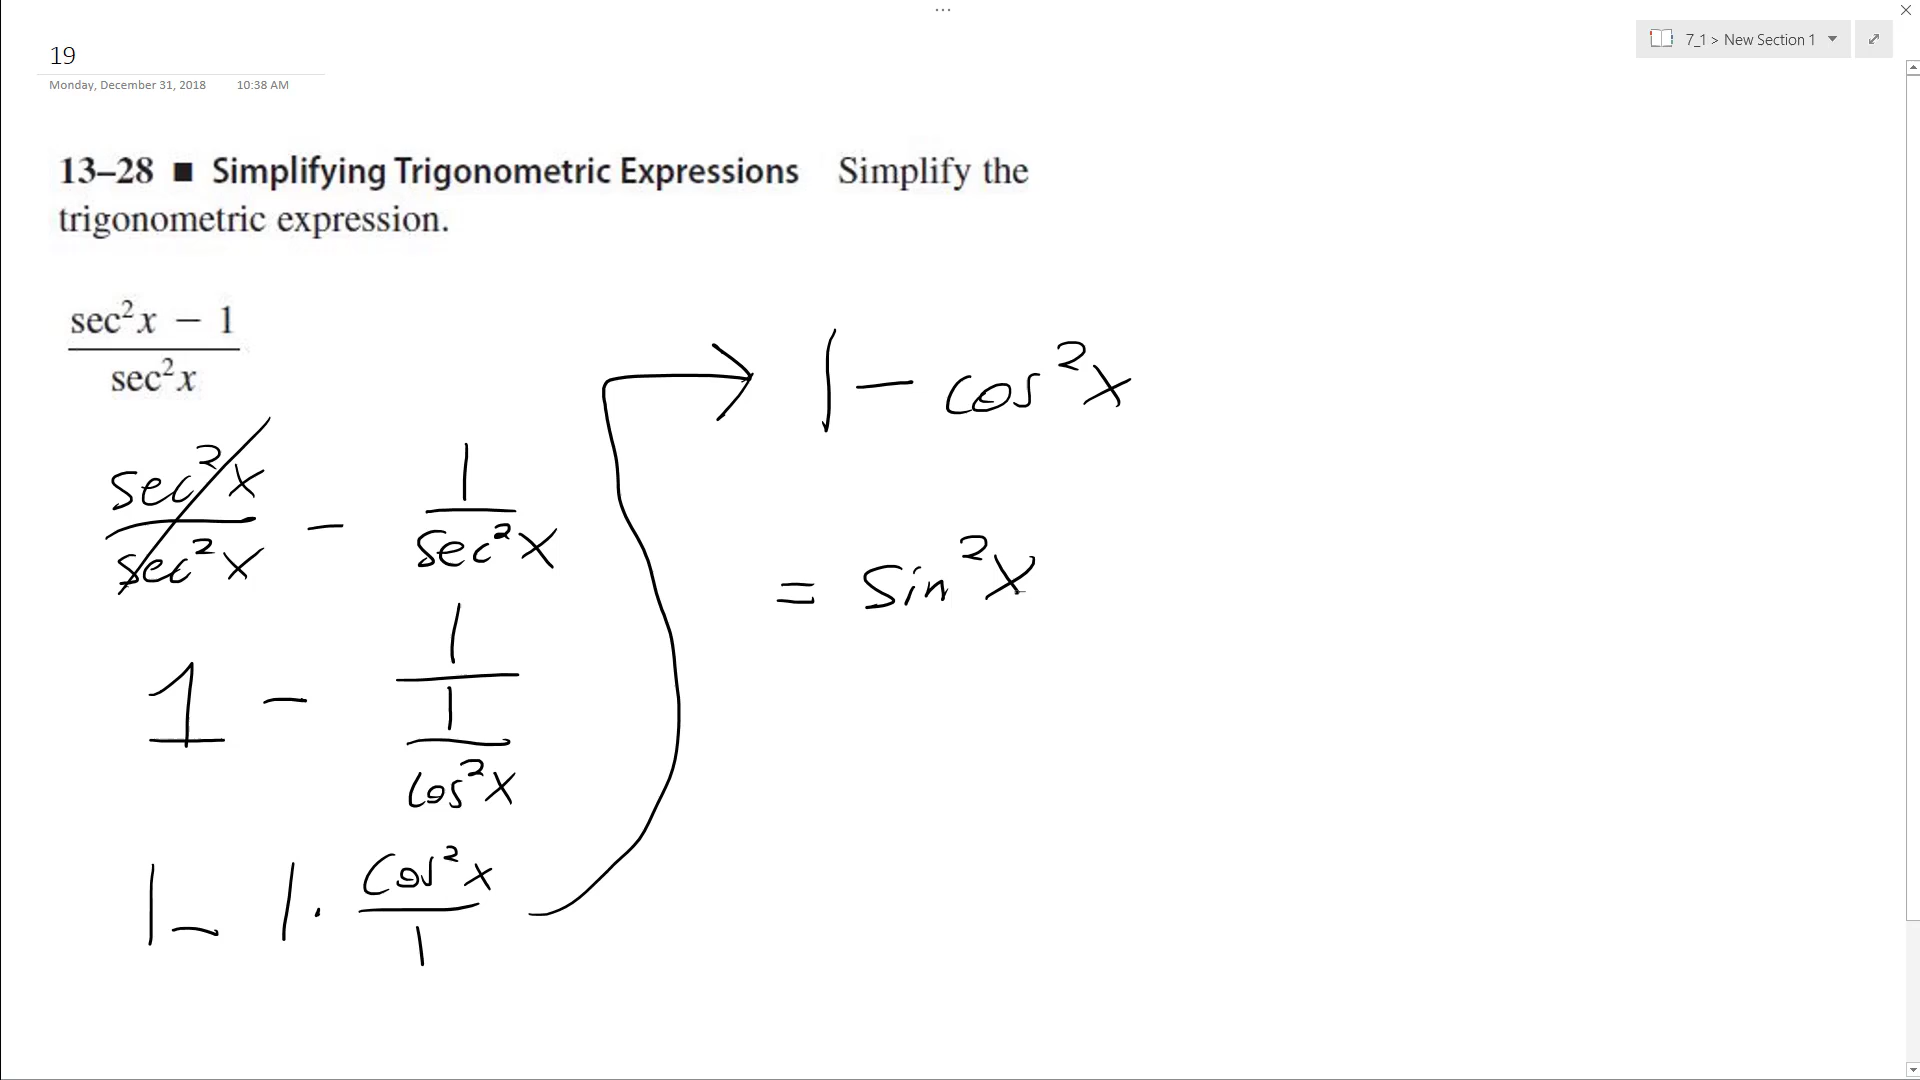 ...
19
7_1 > New Section 1
Monday, December 31, 2018 10:38 AM
13–28 ■ Simplifying Trigonometric Expressions Simplify the
trigonometric expression.
sec²x − 1
sec²x
sec²x
sec²x
−
1
sec²x
1 −
1
1
cos²x
1 − 1 ·
cos²x
1
1 − cos²x
= sin²x